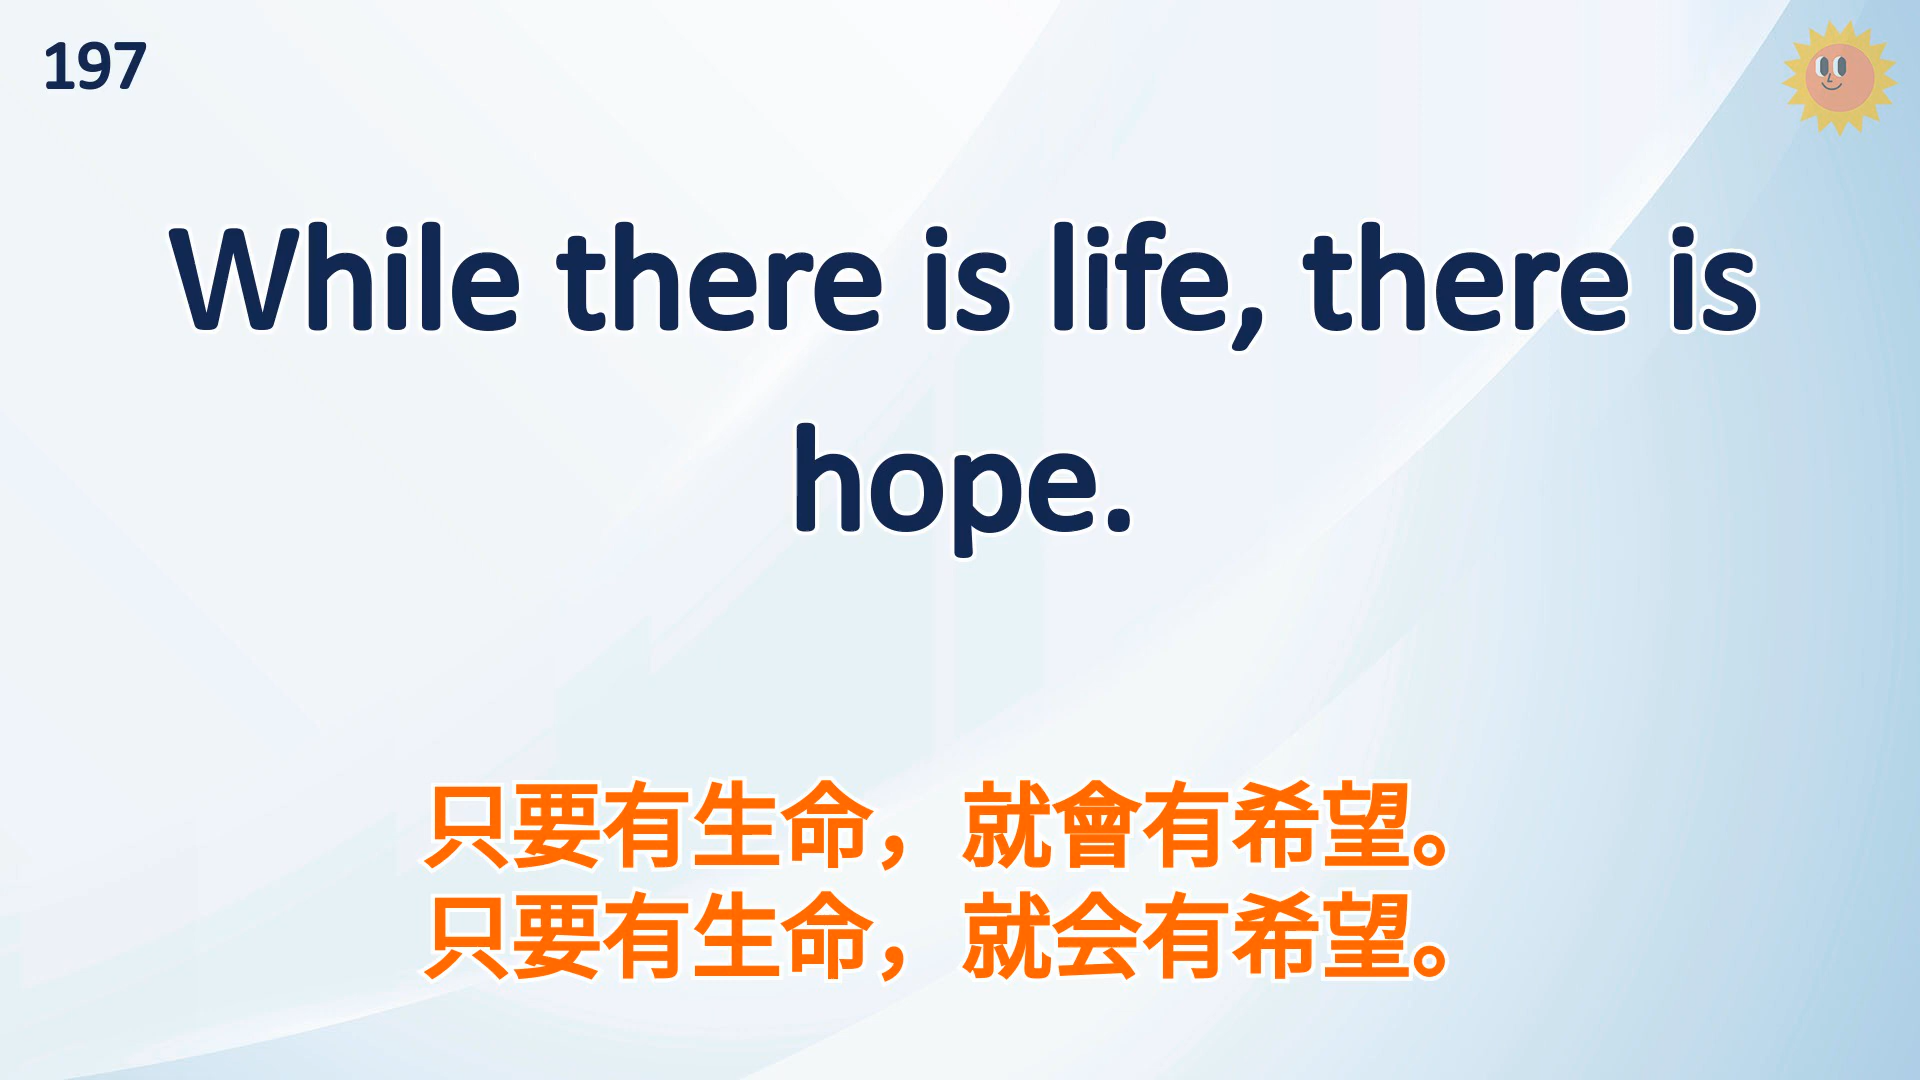 197
While there is life, there is
hope.
只要有生命，就會有希望。
只要有生命，就会有希望。